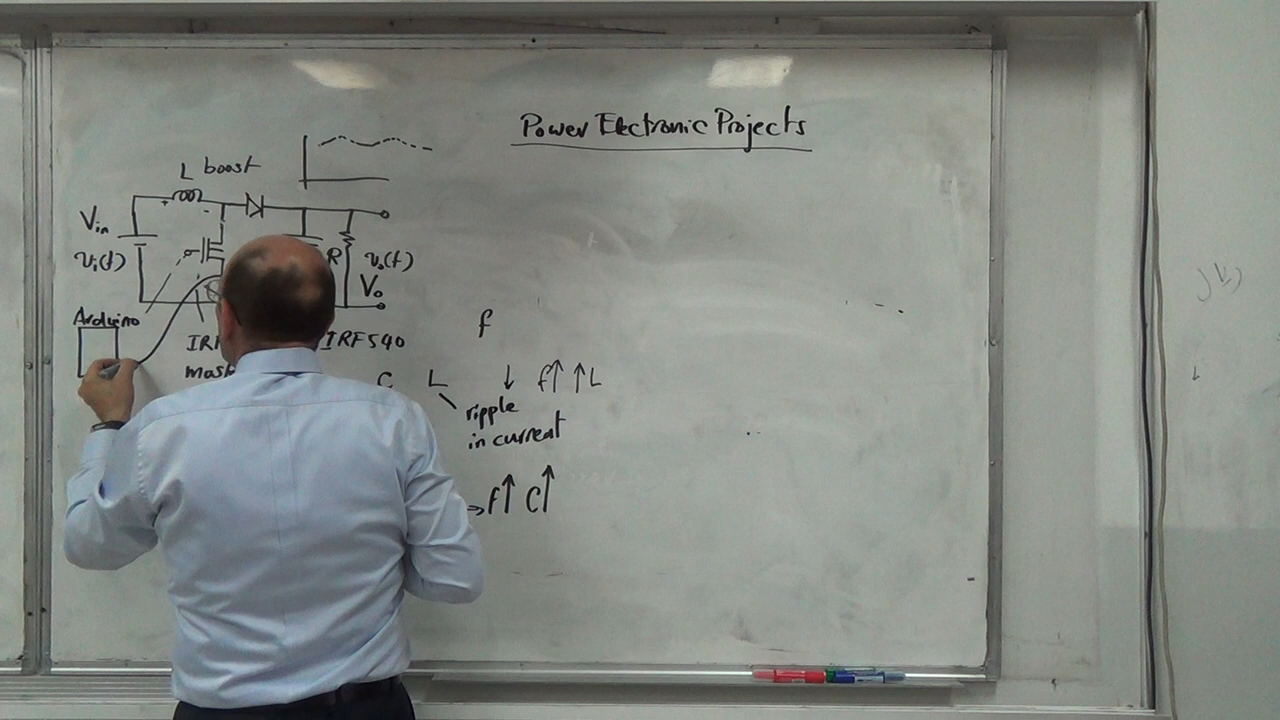 Power Electronic Projects
L boost
Vin
vi(t)
R
vo(t)
Vo
Arduino
IRF540
f
C L
↓ f↑ ↑L
ripple
in current
→f↑ C↑